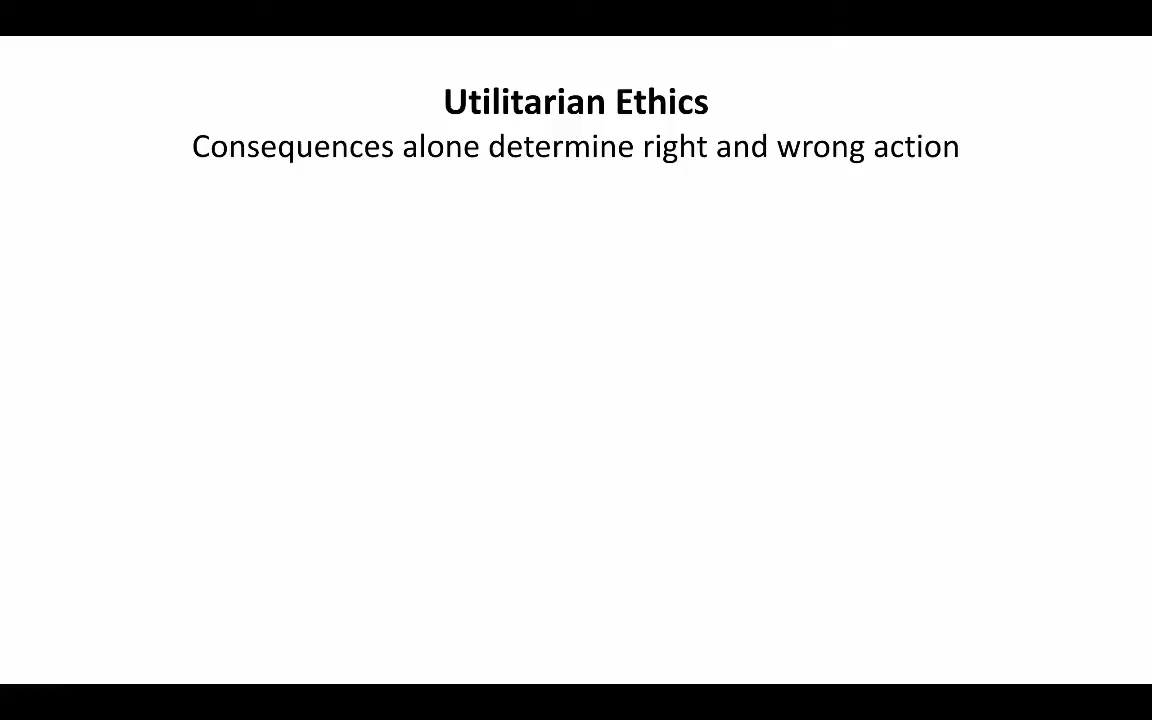 Utilitarian Ethics
Consequences alone determine right and wrong action